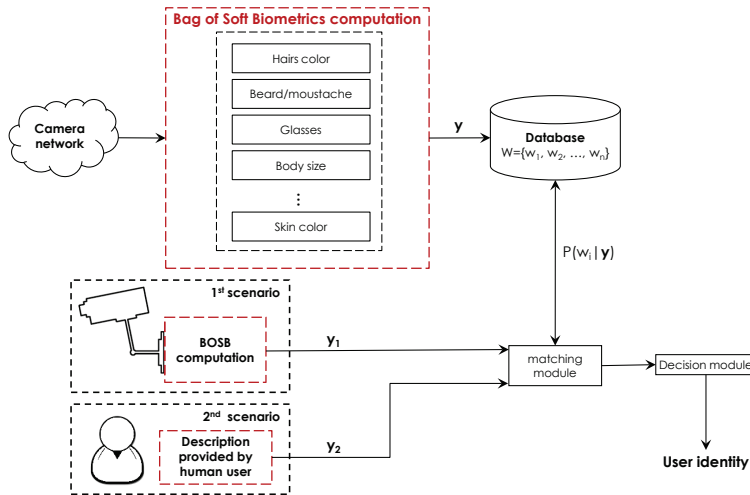 Bag of Soft Biometrics computation
Hairs color
Beard/moustache
Glasses
Body size
...
Skin color
Camera
network
y
Database
W={w1, w2, ..., wn}
P(wi|y)
1st scenario
BOSB
computation
y1
matching
module
Decision module
2nd scenario
Description
provided by
human user
y2
User identity